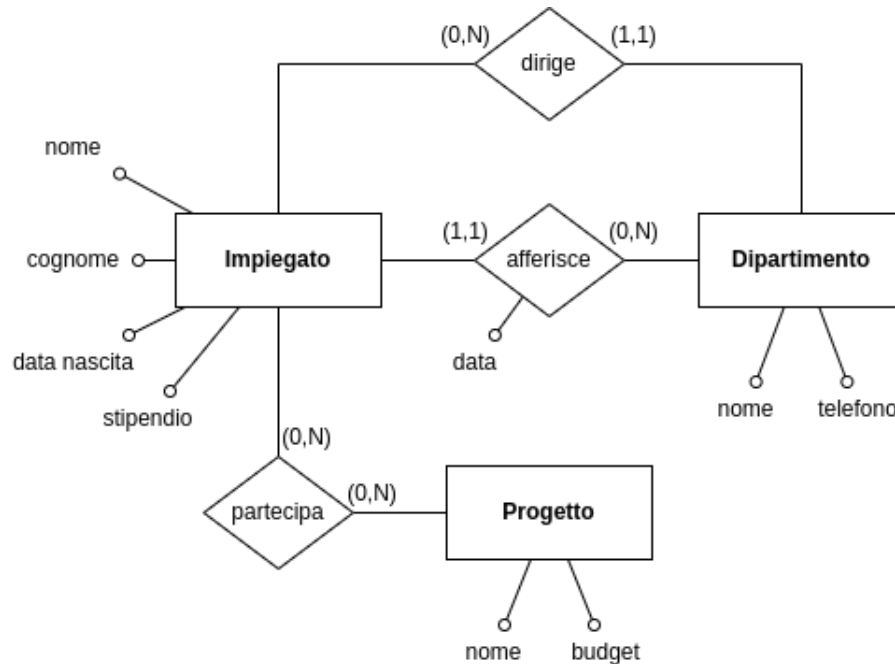 (0,N)
(1,1)
dirige
nome
cognome
Impiegato
(1,1)
afferisce
(0,N)
Dipartimento
data nascita
data
stipendio
nome
telefono
(0,N)
partecipa
(0,N)
Progetto
nome
budget